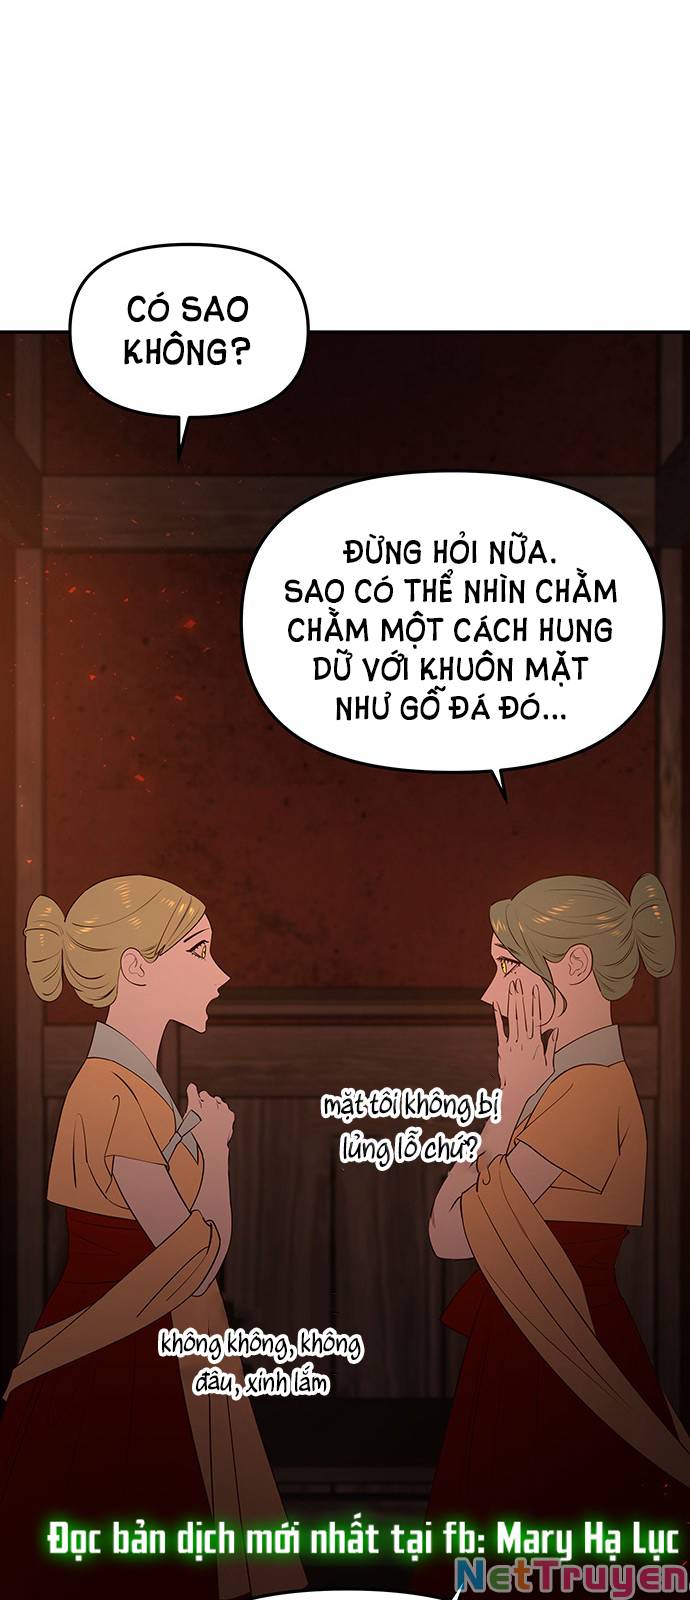 CÓ SAO
KHÔNG?
ĐỪNG HỎI NỮA.
SAO CÓ THỂ NHÌN CHẰM
CHẰM MỘT CÁCH HUNG
DỮ VỚI KHUÔN MẶT
NHƯ GỖ ĐÁ ĐÓ...
mặt tôi không bị
lủng lỗ chứ?
không không, không
đâu, xinh lắm
Đọc bản dịch mới nhất tại fb: Mary Hạ Lục
NetTruyen